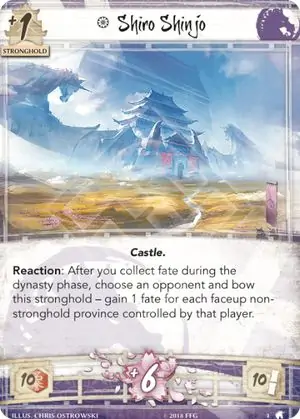 +1
Shiro Shinjo
STRONGHOLD
Castle.
Reaction: After you collect fate during the
dynasty phase, choose an opponent and bow
this stronghold – gain 1 fate for each faceup non-
stronghold province controlled by that player.
10
+6
10
ILLUS. CHRIS OSTROWSKI
© 2018 FFG
1